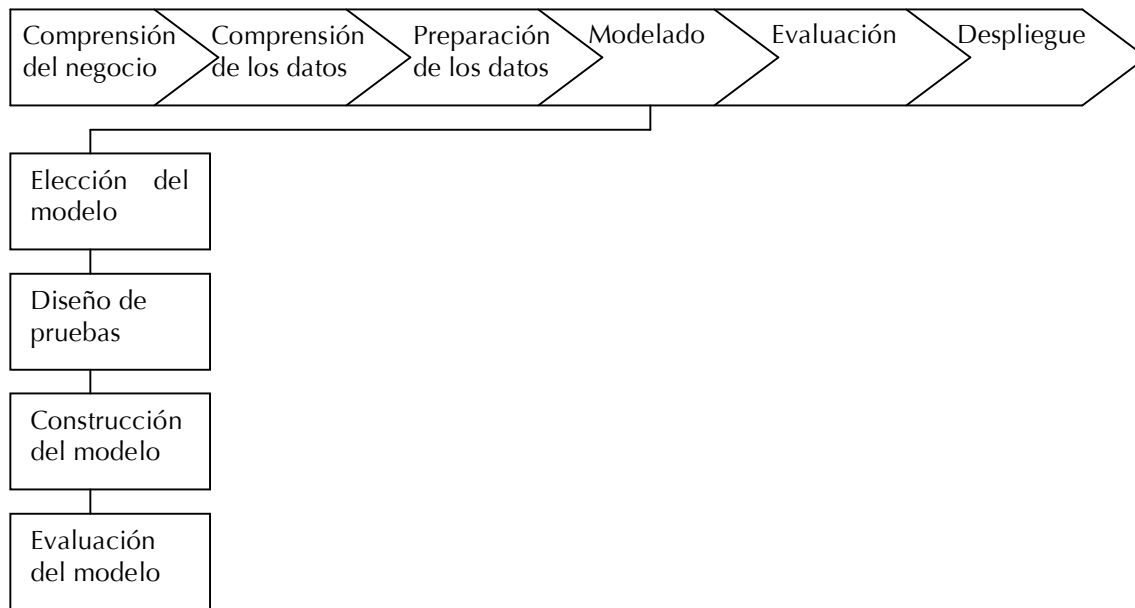 Comprensión
del negocio
Comprensión
de los datos
Preparación
de los datos
Modelado
Evaluación
Despliegue
Elección del
modelo
Diseño de
pruebas
Construcción
del modelo
Evaluación
del modelo